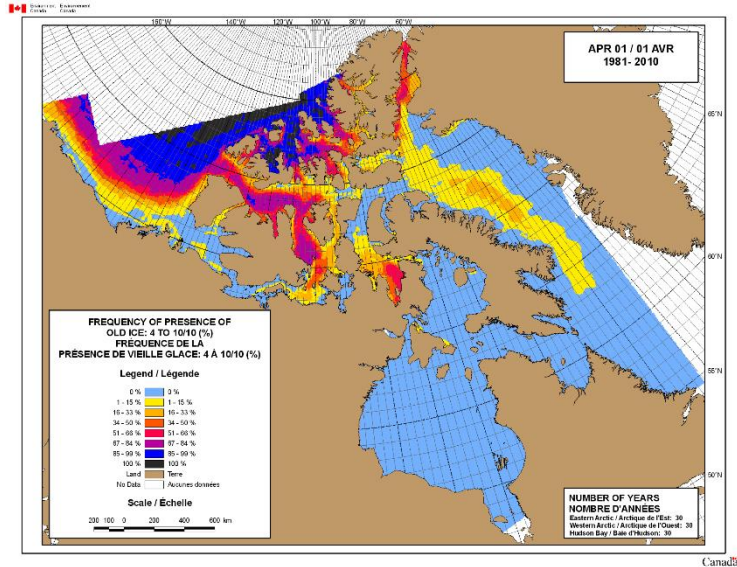 Environment Environnement
Canada Canada
150°W 140°W 120°W 100°W 80°W 60°W
APR 01 / 01 AVR
1981- 2010
65°N
60°N
55°N
50°N
FREQUENCY OF PRESENCE OF
OLD ICE: 4 TO 10/10 (%)
FRÉQUENCE DE LA
PRÉSENCE DE VIEILLE GLACE: 4 À 10/10 (%)
Legend / Légende
0 % 0 %
1 - 15 % 1 - 15 %
16 - 33 % 16 - 33 %
34 - 50 % 34 - 50 %
51 - 66 % 51 - 66 %
67 - 84 % 67 - 84 %
85 - 99 % 85 - 99 %
100 % 100 %
Land Terre
No Data Aucunes données
Scale / Échelle
200 100 0 200 400 600 km
NUMBER OF YEARS
NOMBRE D'ANNÉES
Eastern Arctic / Arctique de l'Est: 30
Western Arctic / Arctique de l'Ouest: 30
Hudson Bay / Baie d'Hudson: 30
Canada